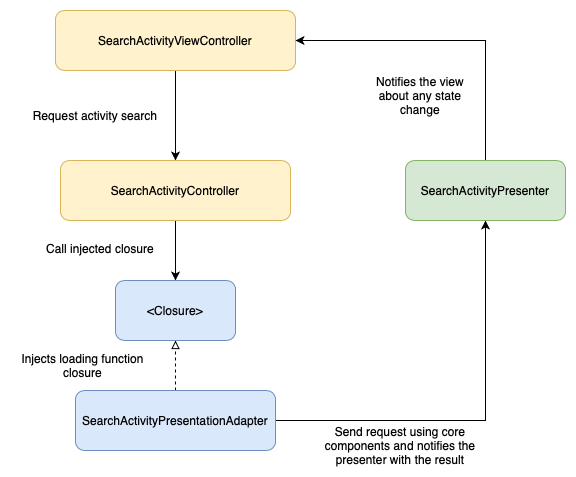 SearchActivityViewController
Notifies the view
about any state
change
Request activity search
SearchActivityController
SearchActivityPresenter
Call injected closure
<Closure>
Injects loading function
closure
SearchActivityPresentationAdapter
Send request using core
components and notifies the
presenter with the result